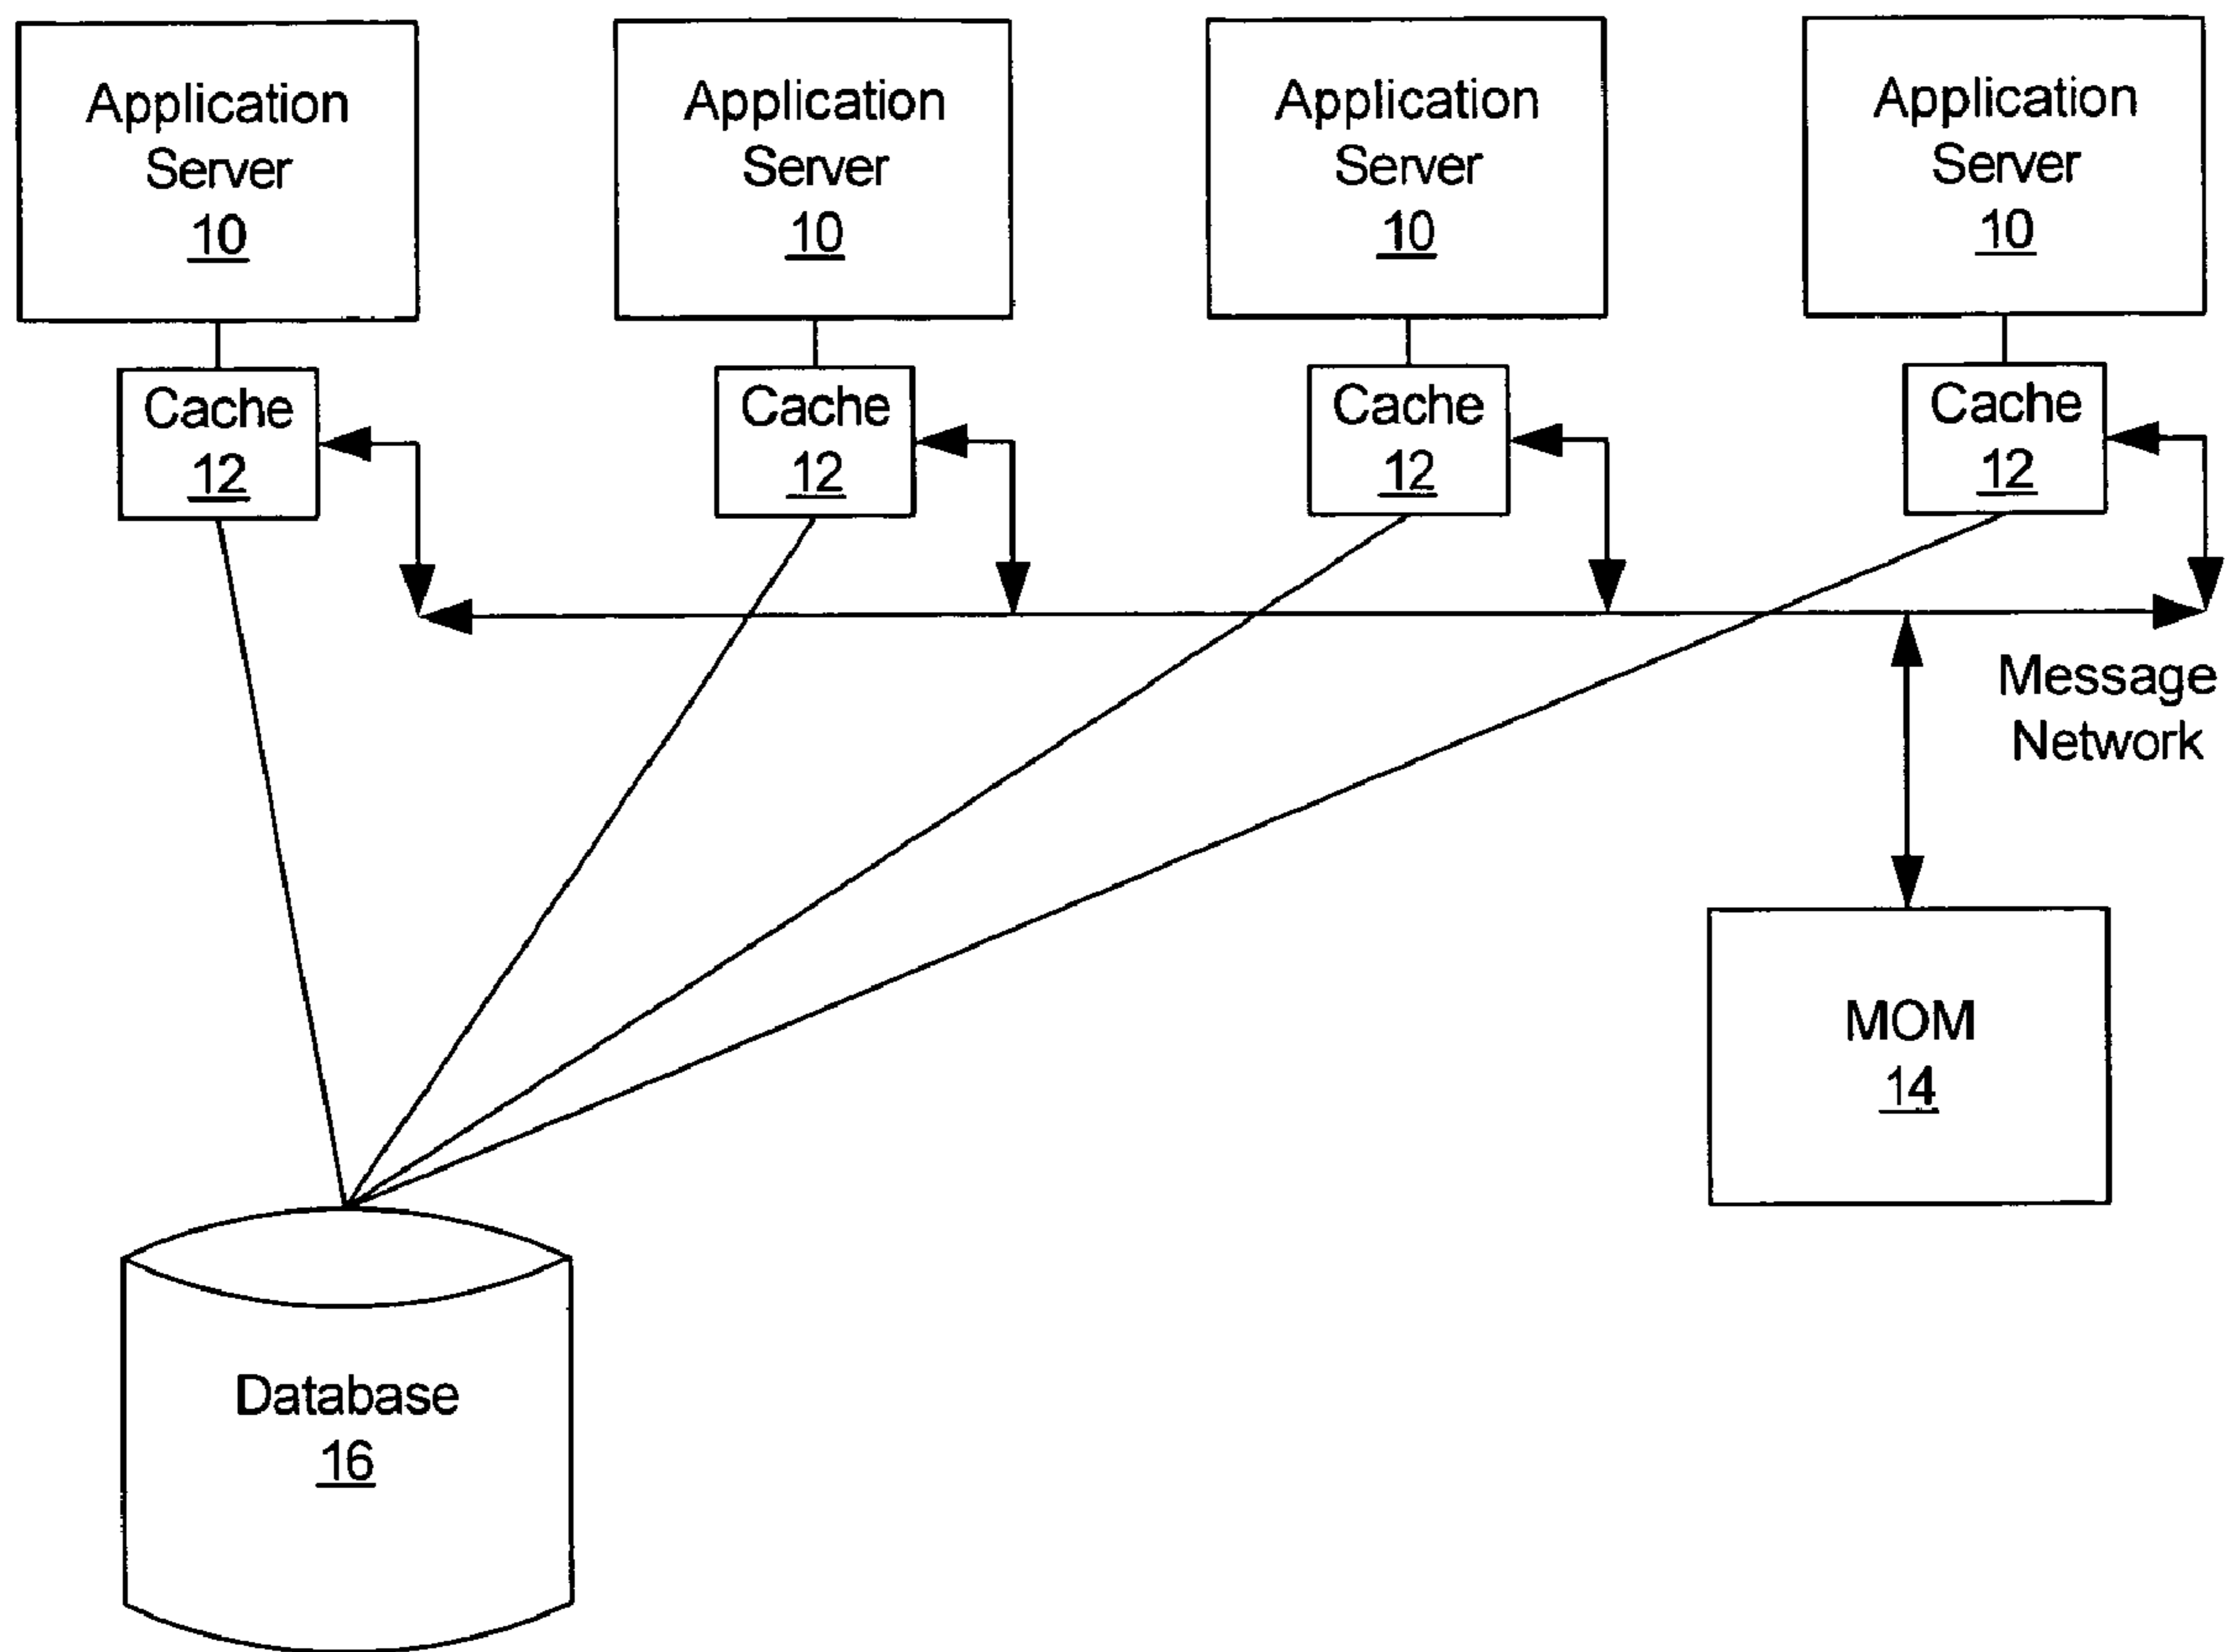 Application
Server
10
Application
Server
10
Application
Server
10
Application
Server
10
Cache
12
Cache
12
Cache
12
Cache
12
Message
Network
MOM
14
Database
16